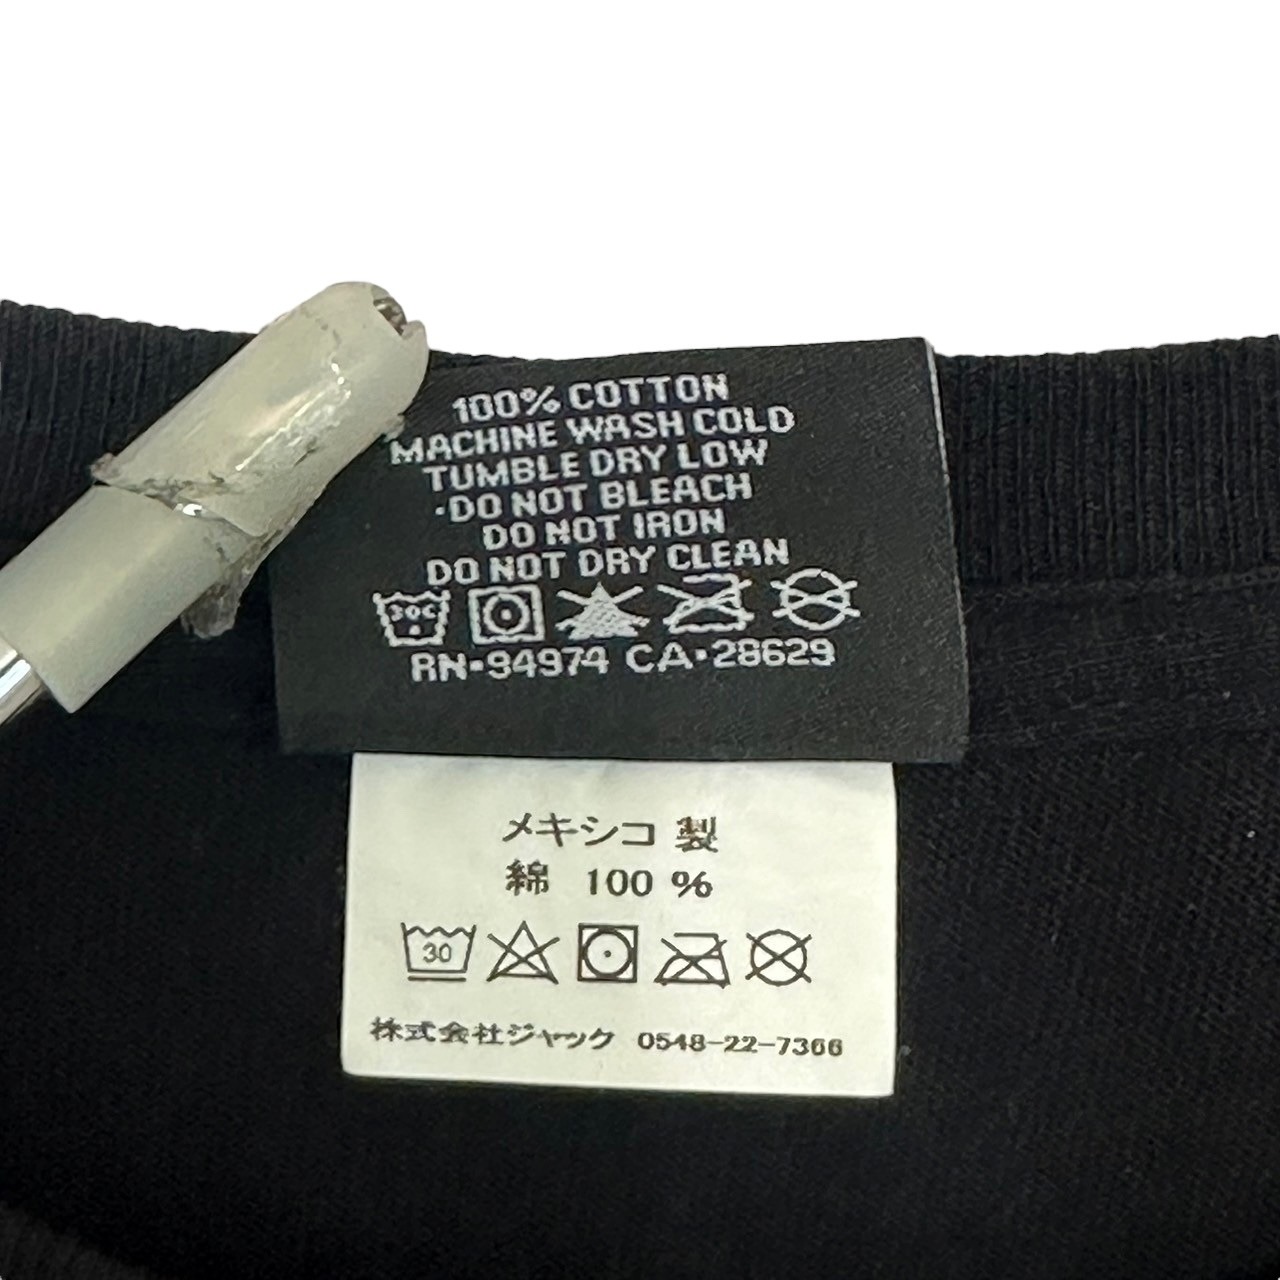 100% COTTON
MACHINE WASH COLD
TUMBLE DRY LOW
·DO NOT BLEACH
DO NOT IRON
DO NOT DRY CLEAN
30C
RN·94974 CA·28629
メキシコ 製
綿 100 %
30
株式会社ジャック 0548-22-7366